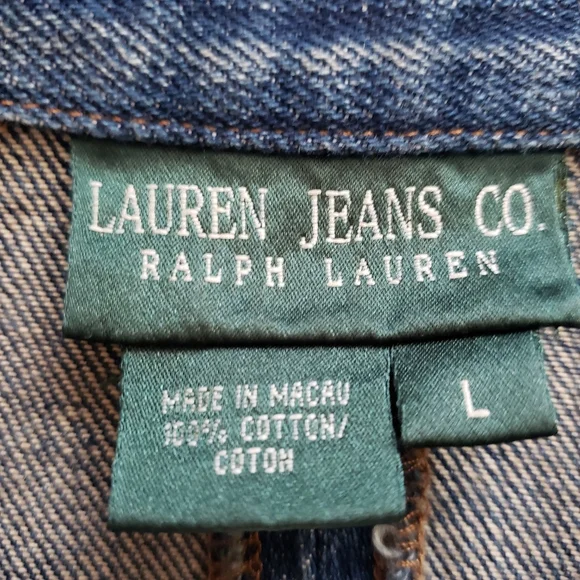 LAUREN JEANS CO.
RALPH LAUREN
MADE IN MACAU
100% COTTON/
COTON
L